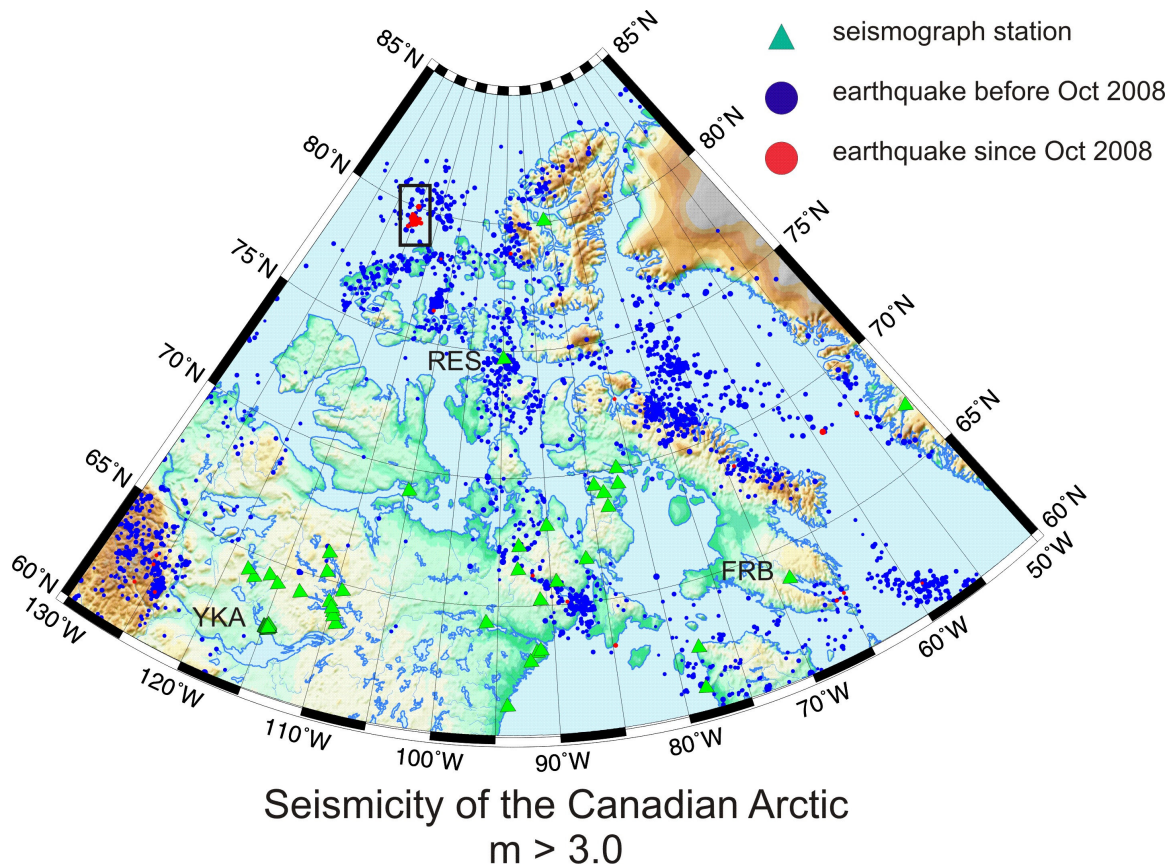 seismograph station
earthquake before Oct 2008
earthquake since Oct 2008
85°N
85°N
80°N
80°N
75°N
75°N
70°N
70°N
65°N
65°N
60°N
60°N
RES
FRB
YKA
130°W
120°W
110°W
100°W
90°W
80°W
70°W
60°W
50°W
Seismicity of the Canadian Arctic
m > 3.0